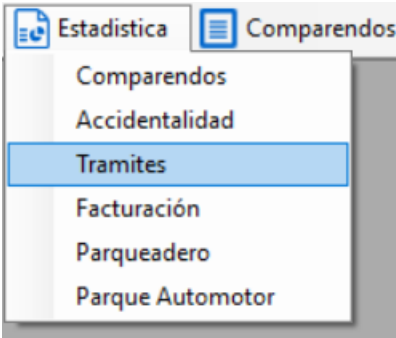 Estadistica Comparendos
Comparendos
Accidentalidad
Tramites
Facturación
Parqueadero
Parque Automotor